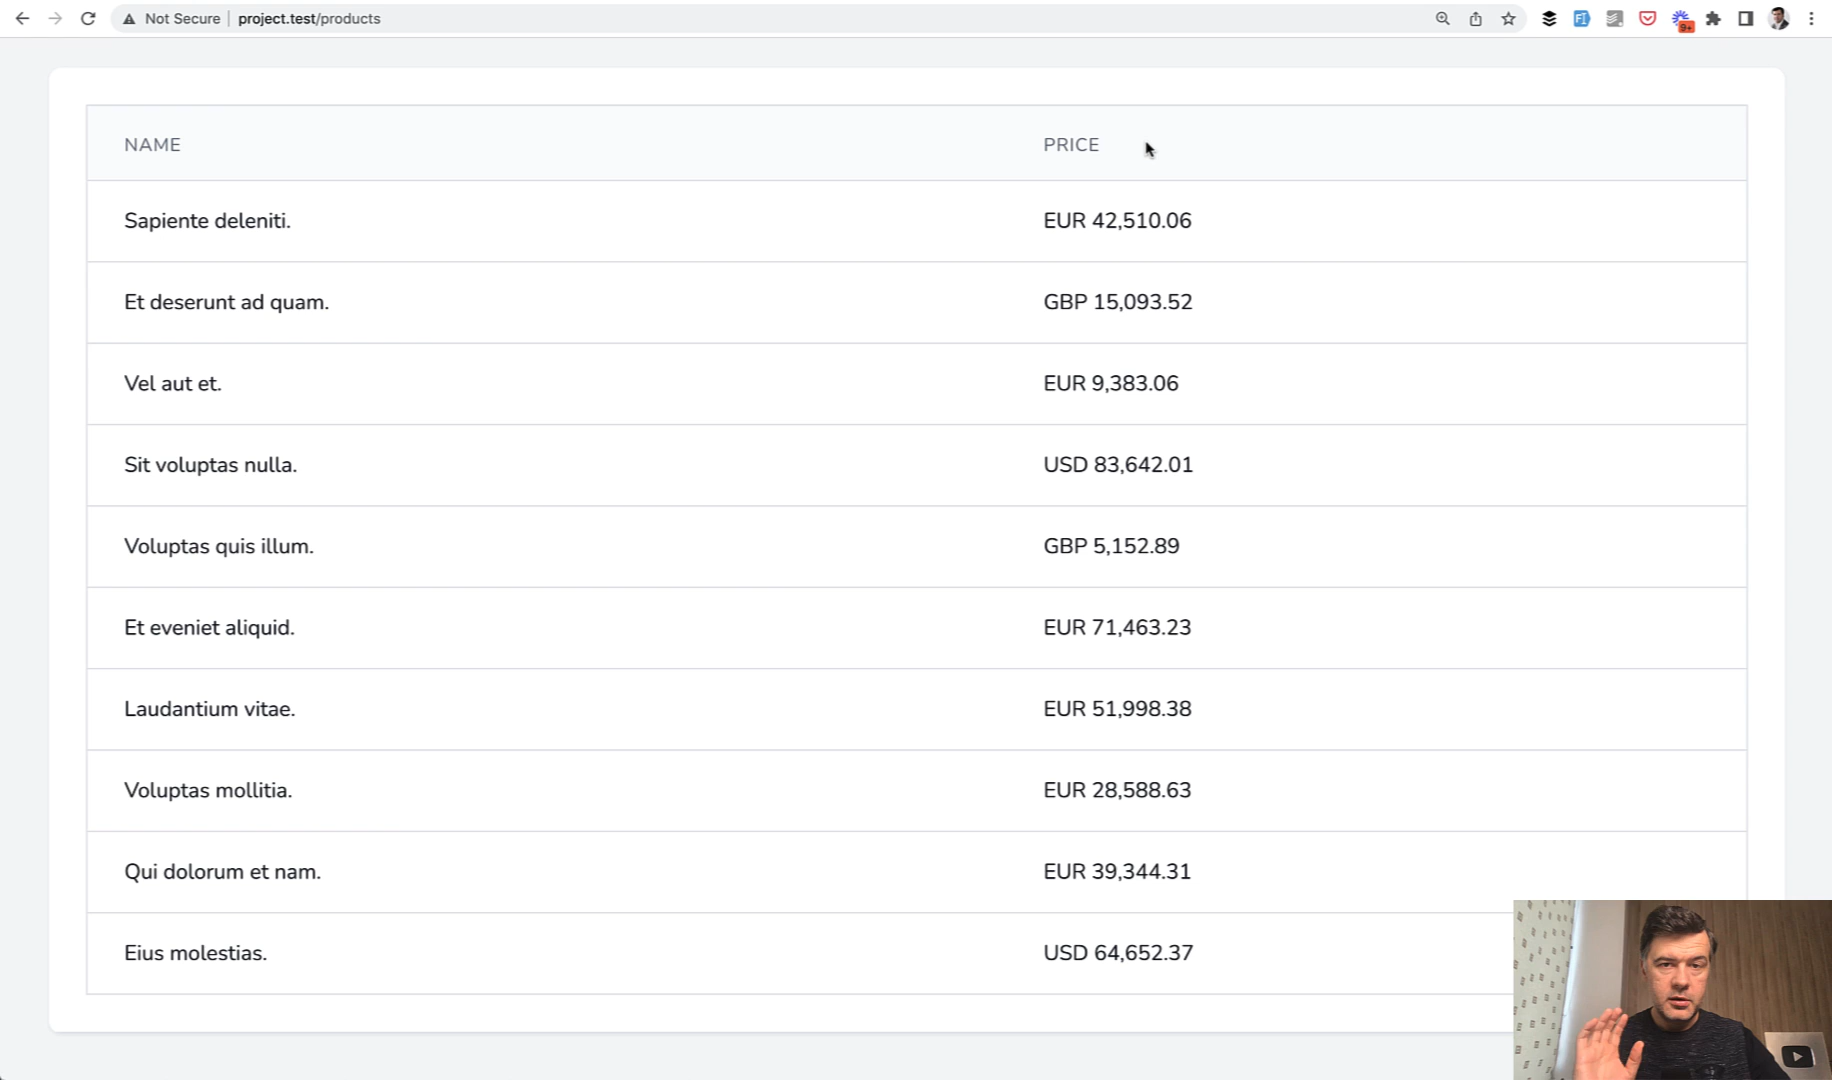 Not Secure | project.test/products
9+
NAME PRICE
Sapiente deleniti. EUR 42,510.06
Et deserunt ad quam. GBP 15,093.52
Vel aut et. EUR 9,383.06
Sit voluptas nulla. USD 83,642.01
Voluptas quis illum. GBP 5,152.89
Et eveniet aliquid. EUR 71,463.23
Laudantium vitae. EUR 51,998.38
Voluptas mollitia. EUR 28,588.63
Qui dolorum et nam. EUR 39,344.31
Eius molestias. USD 64,652.37